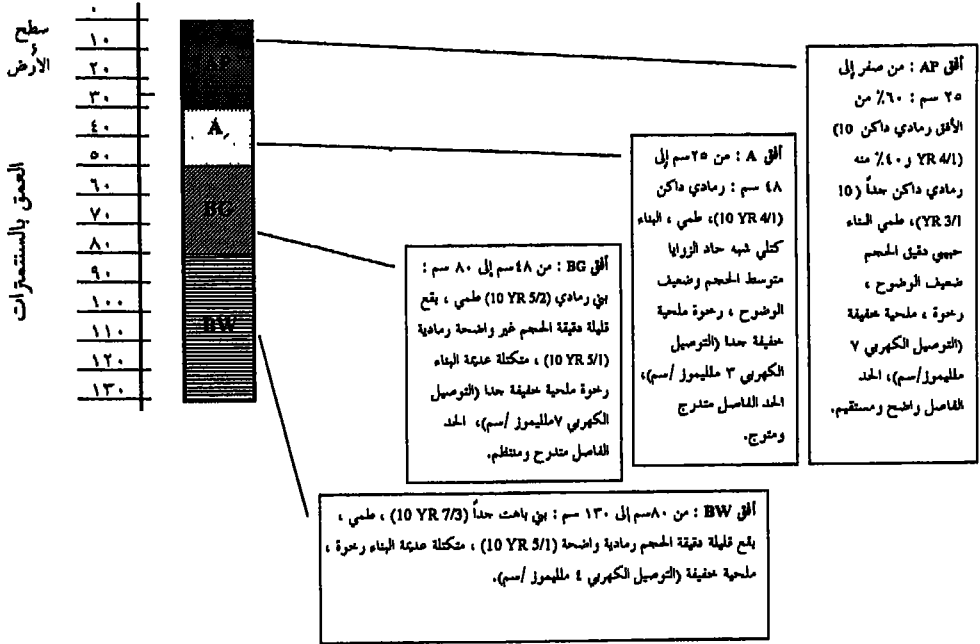 سطح
الأرض
العمق بالسنتمترات
٠
١٠
٢٠
٣٠
٤٠
٥٠
٦٠
٧٠
٨٠
٩٠
١٠٠
١١٠
١٢٠
١٣٠
AP
A
BG
BW
أفق AP : من صفر إلى
٢٥ سم : ٦٠٪ من
الأفق رمادي داكن (10
YR 4/1) و ٤٠٪ منه
رمادي داكن جداً (10
YR 3/1)، طمي البناء
حبيبي دقيق الحجم
ضعيف الوضوح ،
رخوة ، ملحية خفيفة
(التوصيل الكهربي ٧
ملليموز/سم)، الحد
الفاصل واضح ومستقيم.
أفق A : من ٢٥سم إلى
٤٨ سم : رمادي داكن
(10 YR 4/1)، طمي ، البناء
كتلي شبه حاد الزوايا
متوسط الحجم وضعيف
الوضوح ، رخوة ملحية
خفيفة جدا (التوصيل
الكهربي ٣ ملليموز /سم)،
الحد الفاصل متدرج
ومتوج.
أفق BG : من ٤٨سم إلى ٨٠ سم :
بني رمادي (10 YR 5/2) طمي ، بقع
قليلة دقيقة الحجم غير واضحة رمادية
(10 YR 5/1) ، متكتلة عديمة البناء
رخوة ملحية خفيفة جدا (التوصيل
الكهربي ٧ملليموز /سم)، الحد
الفاصل متدرج ومنتظم.
أفق BW : من ٨٠سم إلى ١٣٠ سم : بني باهت جداً (10 YR 7/3) ، طمي ،
بقع قليلة دقيقة الحجم رمادية واضحة (10 YR 5/1) ، متكتلة عديمة البناء رخوة ،
ملحية خفيفة (التوصيل الكهربي ٤ ملليموز /سم).